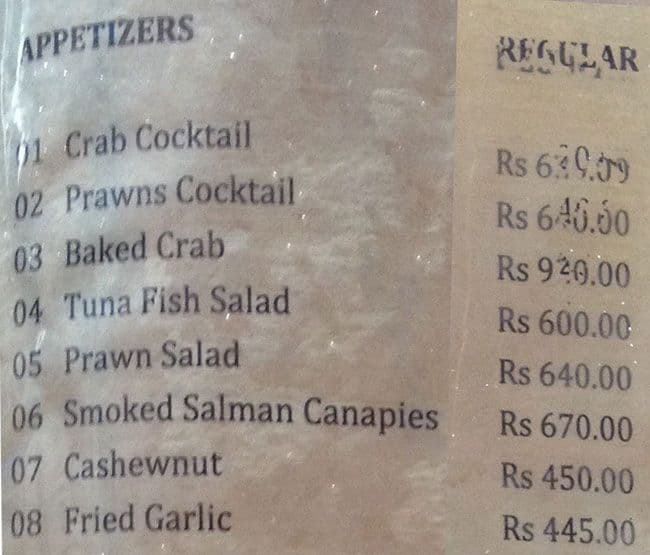 APPETIZERS REGULAR
01 Crab Cocktail Rs
02 Prawns Cocktail Rs 640.00
03 Baked Crab Rs 920.00
04 Tuna Fish Salad Rs 600.00
05 Prawn Salad Rs 640.00
06 Smoked Salman Canapies Rs 670.00
07 Cashewnut Rs 450.00
08 Fried Garlic Rs 445.00